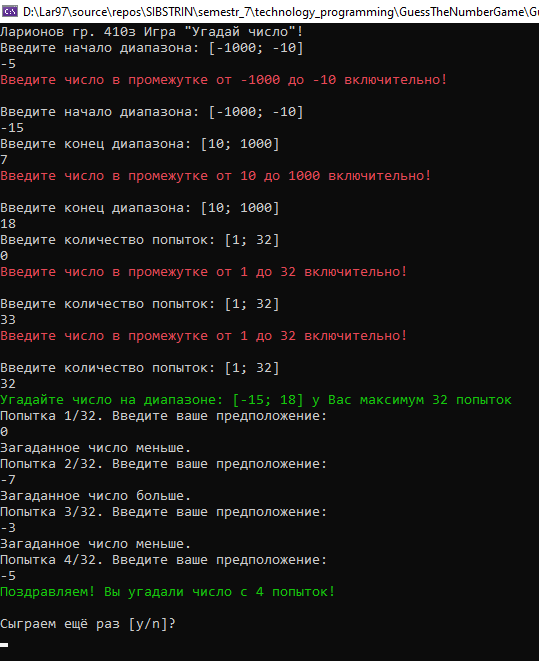 D:\Lar97\source\repos\SIBSTRIN\semestr_7\technology_programming\GuessTheNumberGame\Gu
Ларионов гр. 410з Игра "Угадай число"!
Введите начало диапазона: [-1000; -10]
-5
Введите число в промежутке от -1000 до -10 включительно!
Введите начало диапазона: [-1000; -10]
-15
Введите конец диапазона: [10; 1000]
7
Введите число в промежутке от 10 до 1000 включительно!
Введите конец диапазона: [10; 1000]
18
Введите количество попыток: [1; 32]
0
Введите число в промежутке от 1 до 32 включительно!
Введите количество попыток: [1; 32]
33
Введите число в промежутке от 1 до 32 включительно!
Введите количество попыток: [1; 32]
32
Угадайте число на диапазоне: [-15; 18] у Вас максимум 32 попыток
Попытка 1/32. Введите ваше предположение:
0
Загаданное число меньше.
Попытка 2/32. Введите ваше предположение:
-7
Загаданное число больше.
Попытка 3/32. Введите ваше предположение:
-3
Загаданное число меньше.
Попытка 4/32. Введите ваше предположение:
-5
Поздравляем! Вы угадали число с 4 попыток!
Сыграем ещё раз [y/n]?